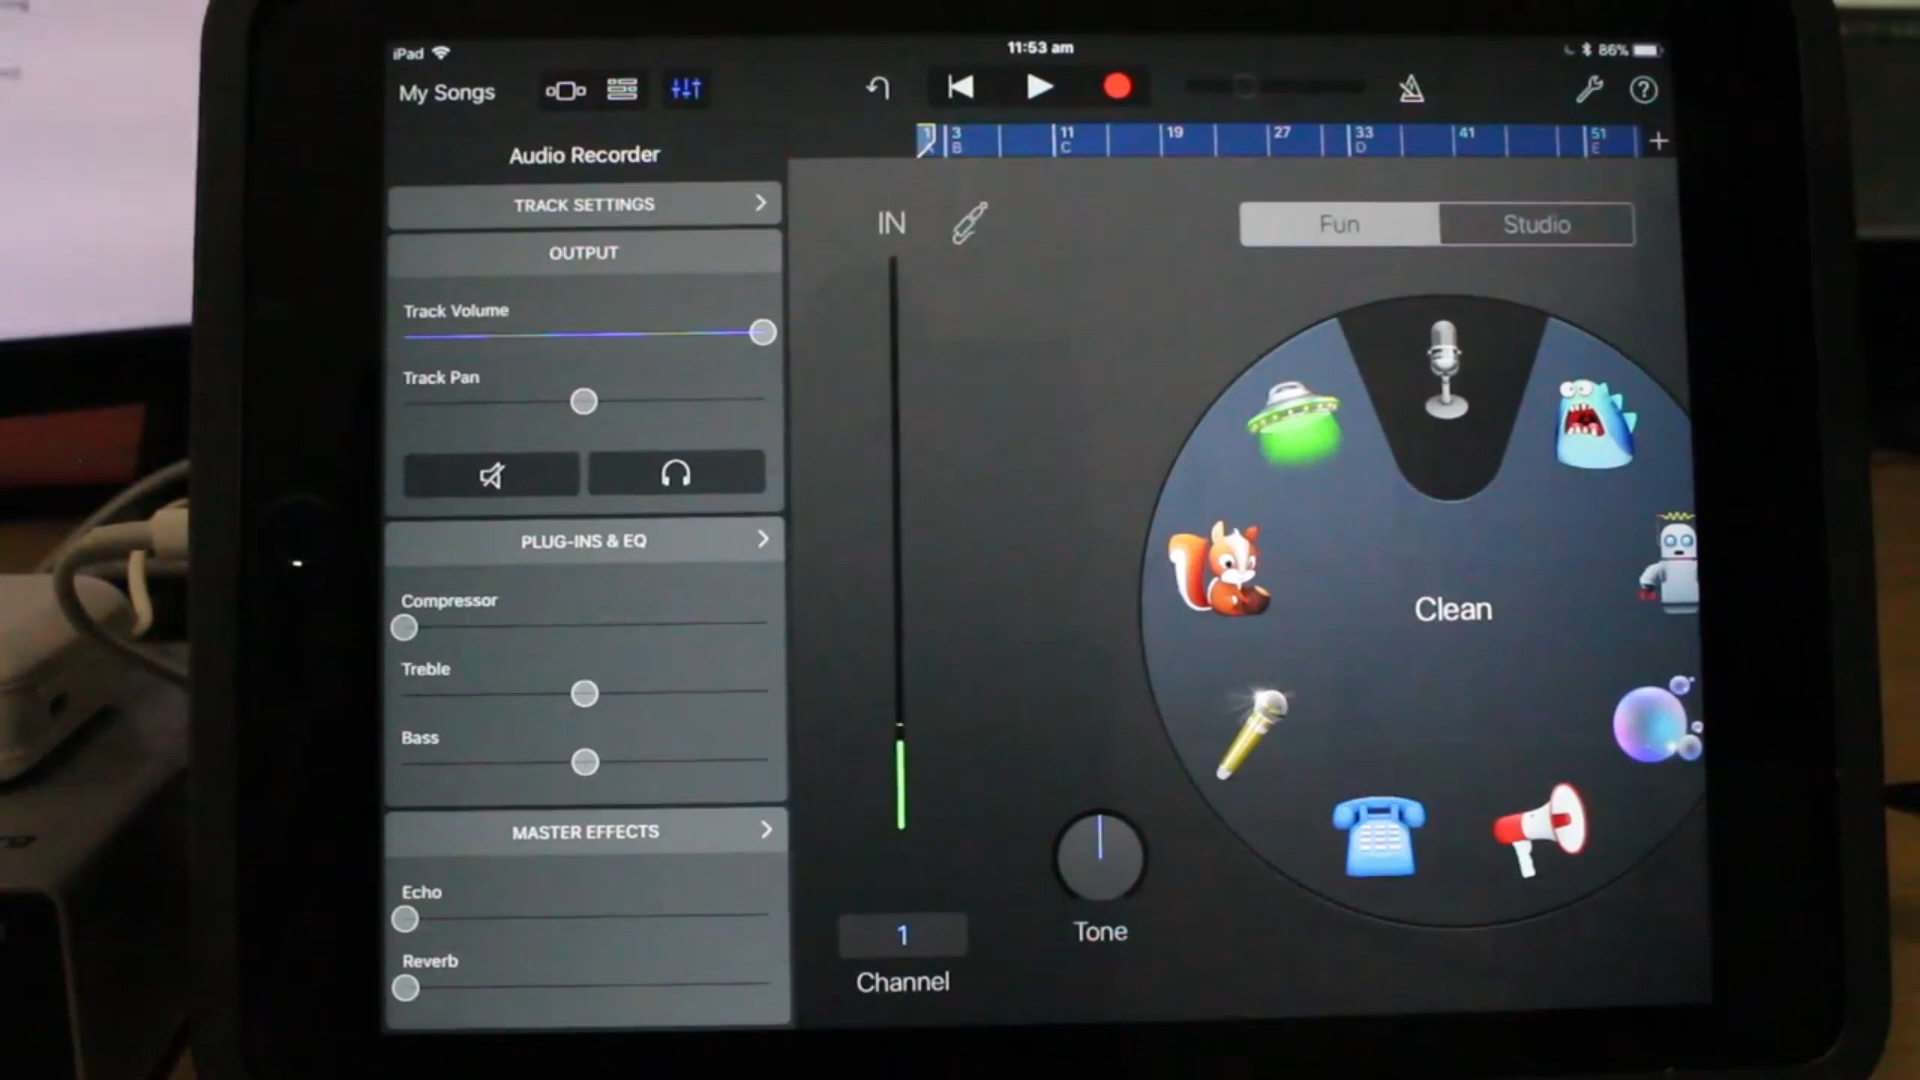 iPad
11:53 am
86%
My Songs
1 3 11 19 27 33 41 51
A B C D E
Audio Recorder
TRACK SETTINGS
IN
Fun
Studio
OUTPUT
Track Volume
Track Pan
PLUG-INS & EQ
Compressor
Clean
Treble
Bass
MASTER EFFECTS
Echo
1
Tone
Reverb
Channel